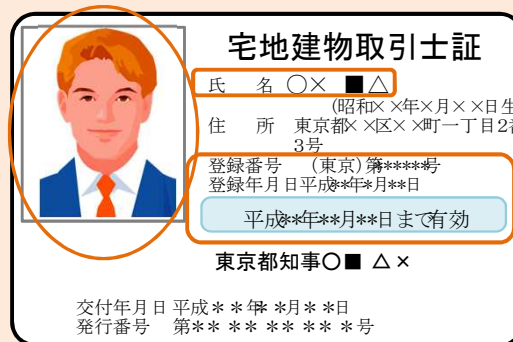 宅地建物取引士証
氏　名 ○× ■△
(昭和××年×月××日生
住　所　東京都××区××町一丁目2番
3号
登録番号　(東京)第*****号
登録年月日平成**年*月**日
平成**年**月**日まで有効
東京都知事○■ △×
交付年月日 平成＊＊年＊＊月＊＊日
発行番号　第** ** ** ** * 号